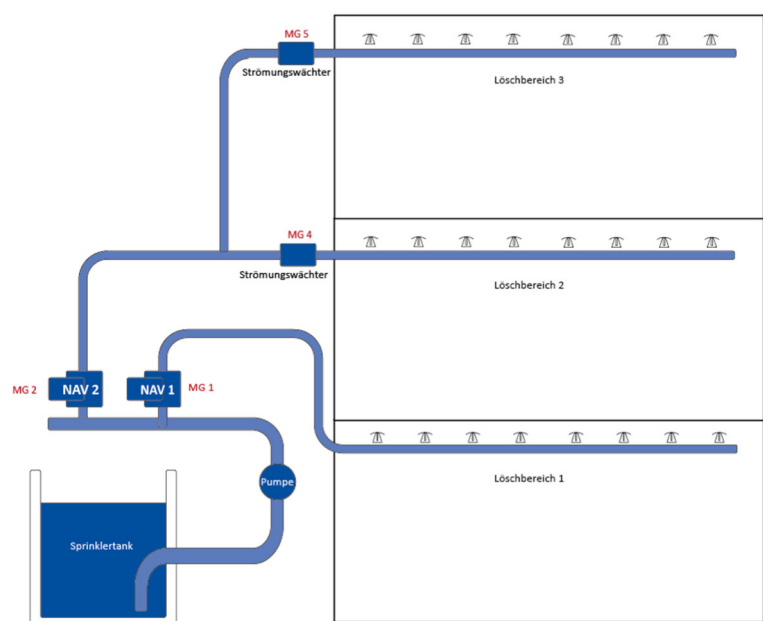 MG 5
Strömungswächter
Löschbereich 3
MG 4
Strömungswächter
Löschbereich 2
MG 2
NAV 2
NAV 1
MG 1
Pumpe
Löschbereich 1
Sprinklertank